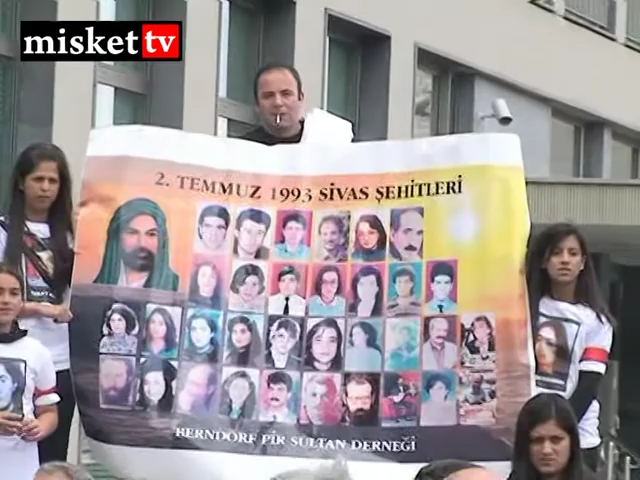 misket tv
2. TEMMUZ 1993 SİVAS ŞEHİTLERİ
BERNDORF PİR SULTAN DERNEĞİ